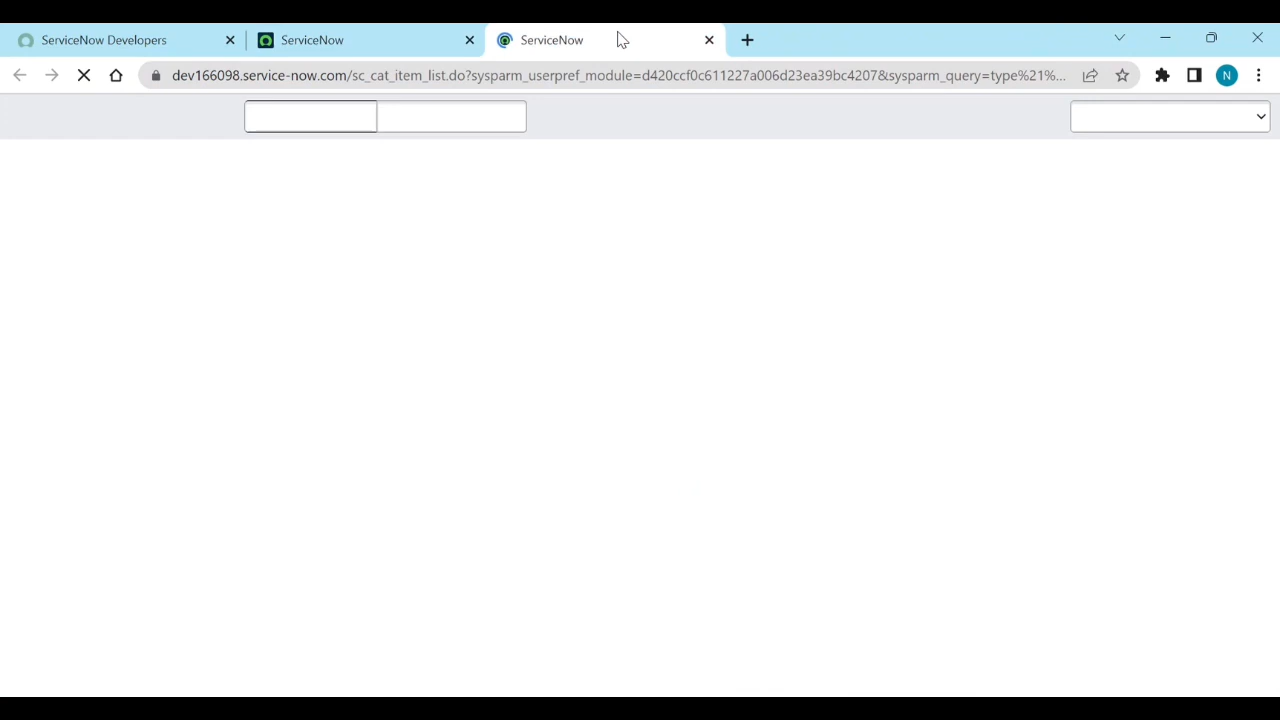 ServiceNow Developers
ServiceNow
ServiceNow
dev166098.service-now.com/sc_cat_item_list.do?sysparm_userpref_module=d420ccf0c611227a006d23ea39bc4207&sysparm_query=type%21%...
N